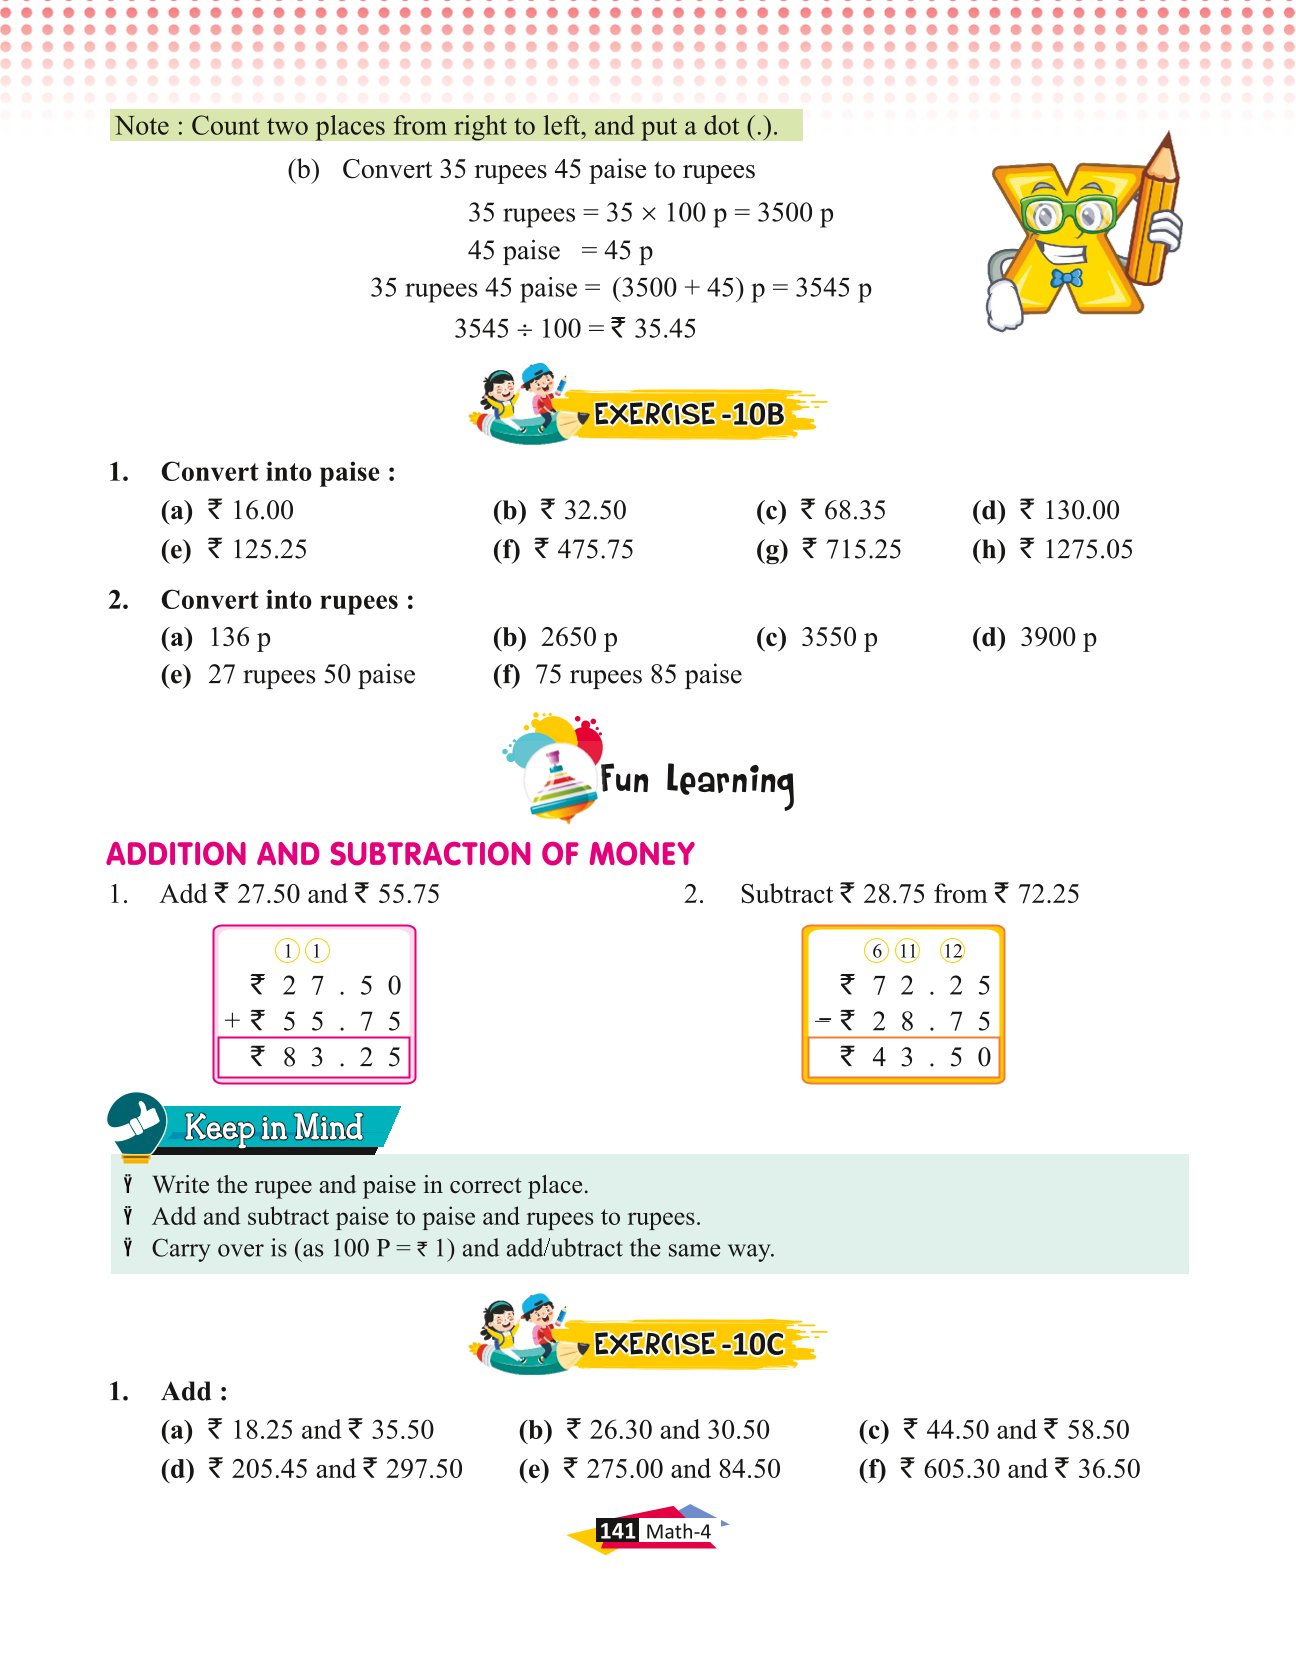 Note : Count two places from right to left, and put a dot (.).
(b) Convert 35 rupees 45 paise to rupees
35 rupees = 35 × 100 p = 3500 p
45 paise = 45 p
35 rupees 45 paise = (3500 + 45) p = 3545 p
3545 ÷ 100 = ₹ 35.45
EXERCISE -10B
1. Convert into paise :
(a) ₹ 16.00 (b) ₹ 32.50 (c) ₹ 68.35 (d) ₹ 130.00
(e) ₹ 125.25 (f) ₹ 475.75 (g) ₹ 715.25 (h) ₹ 1275.05
2. Convert into rupees :
(a) 136 p (b) 2650 p (c) 3550 p (d) 3900 p
(e) 27 rupees 50 paise (f) 75 rupees 85 paise
Fun Learning
ADDITION AND SUBTRACTION OF MONEY
1. Add ₹ 27.50 and ₹ 55.75
1 1
₹ 2 7 . 5 0
+ ₹ 5 5 . 7 5
₹ 8 3 . 2 5
2. Subtract ₹ 28.75 from ₹ 72.25
6 11 12
₹ 7 2 . 2 5
– ₹ 2 8 . 7 5
₹ 4 3 . 5 0
Keep in Mind
Ÿ Write the rupee and paise in correct place.
Ÿ Add and subtract paise to paise and rupees to rupees.
Ÿ Carry over is (as 100 P = ₹ 1) and add/ubtract the same way.
EXERCISE -10C
1. Add :
(a) ₹ 18.25 and ₹ 35.50 (b) ₹ 26.30 and 30.50 (c) ₹ 44.50 and ₹ 58.50
(d) ₹ 205.45 and ₹ 297.50 (e) ₹ 275.00 and 84.50 (f) ₹ 605.30 and ₹ 36.50
141 Math-4